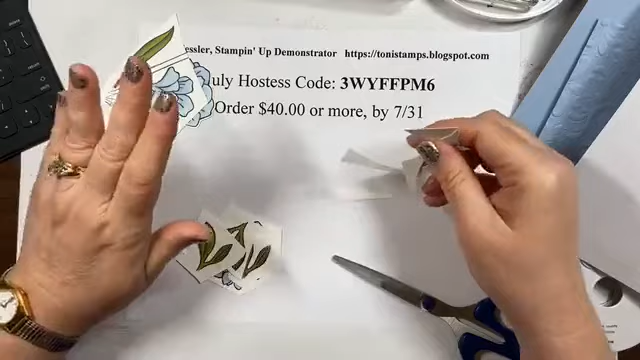 essler, Stampin' Up Demonstrator https://tonistamps.blogspot.com
uly Hostess Code: 3WYFFPM6
Order $40.00 or more, by 7/31